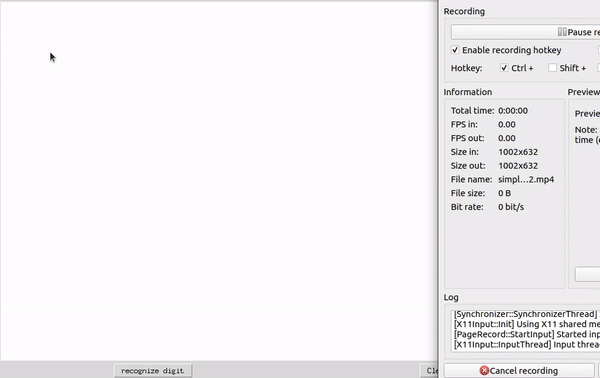 Recording
Pause re
Enable recording hotkey
Hotkey: Ctrl + Shift +
Information
Total time: 0:00:00
FPS in: 0.00
FPS out: 0.00
Size in: 1002x632
Size out: 1002x632
File name: simpl...2.mp4
File size: 0 B
Bit rate: 0 bit/s
Preview
Previe
Note:
time (
Log
[Synchronizer::SynchronizerThread]
[X11Input::Init] Using X11 shared me
[PageRecord::StartInput] Started inp
[X11Input::InputThread] Input threa
recognize digit
Cle
Cancel recording